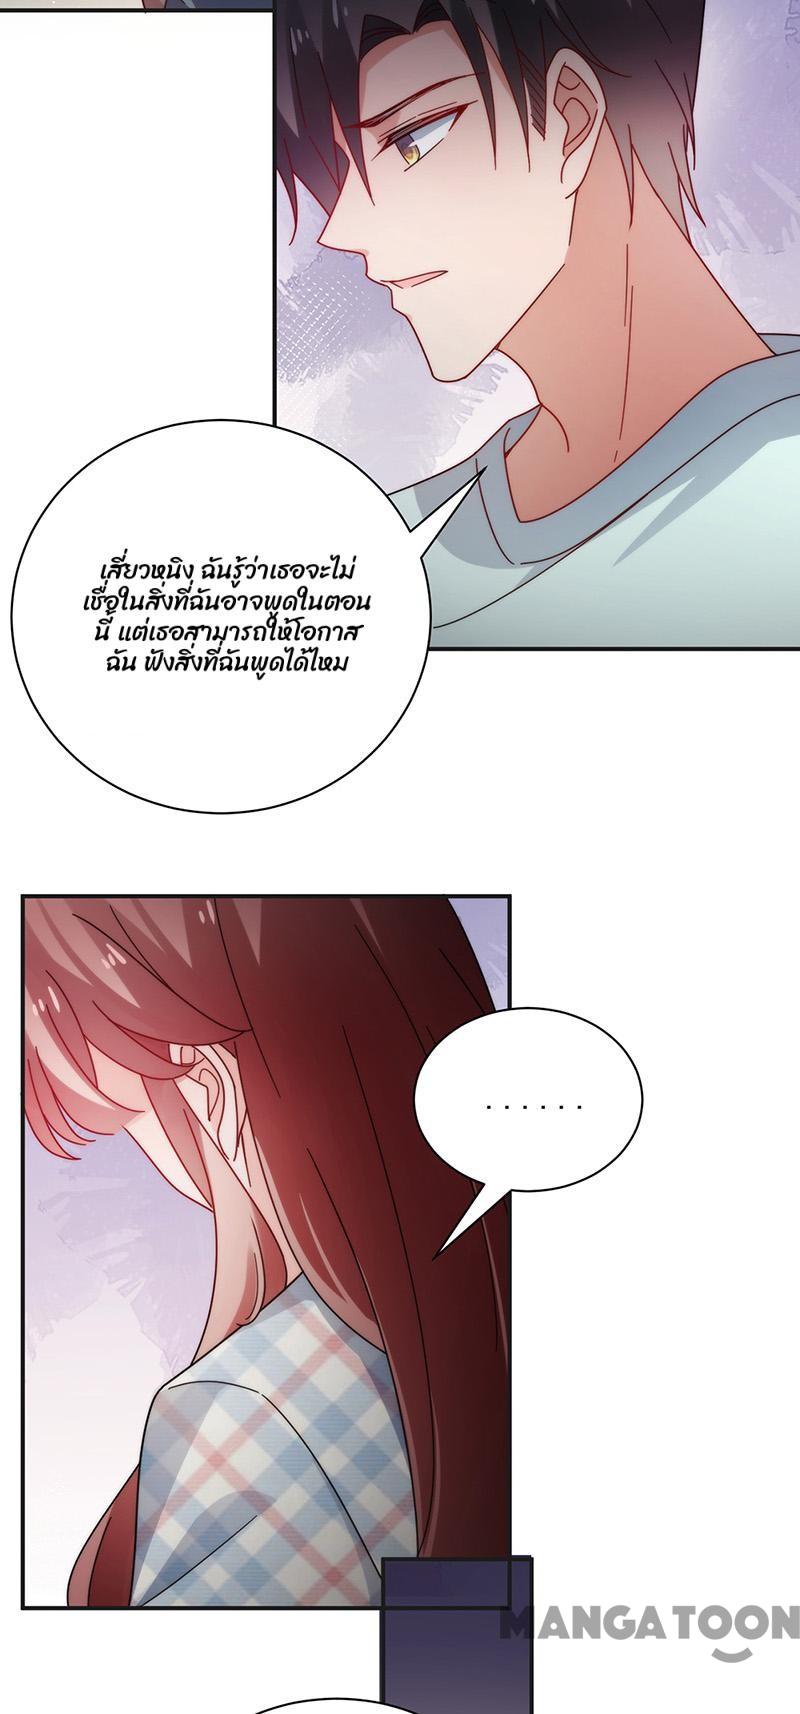 เสี่ยวหนิง ฉันรู้ว่าเธอจะไม่
เชื่อในสิ่งที่ฉันอาจพูดในตอน
นี้ แต่เธอสามารถให้โอกาส
ฉัน ฟังสิ่งที่ฉันพูดได้ไหม
......
MANGATOON